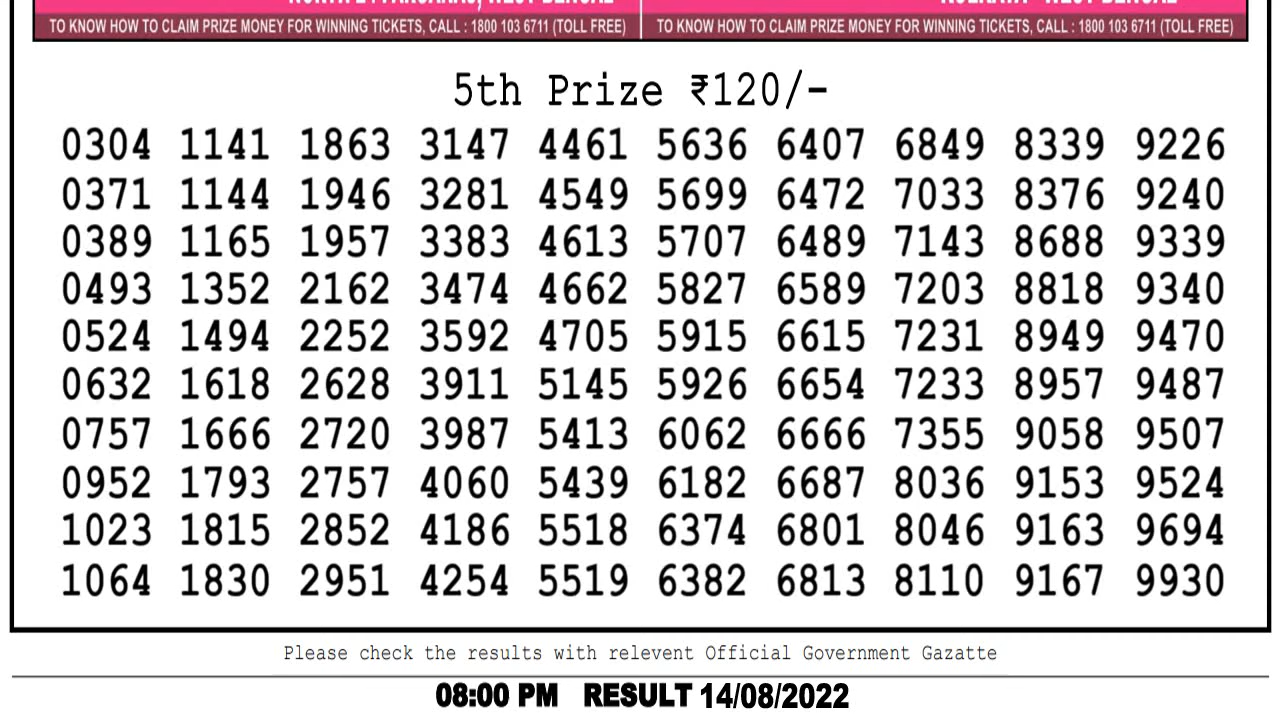 TO KNOW HOW TO CLAIM PRIZE MONEY FOR WINNING TICKETS, CALL : 1800 103 6711 (TOLL FREE) TO KNOW HOW TO CLAIM PRIZE MONEY FOR WINNING TICKETS, CALL : 1800 103 6711 (TOLL FREE)
5th Prize ₹120/-
0304 1141 1863 3147 4461 5636 6407 6849 8339 9226
0371 1144 1946 3281 4549 5699 6472 7033 8376 9240
0389 1165 1957 3383 4613 5707 6489 7143 8688 9339
0493 1352 2162 3474 4662 5827 6589 7203 8818 9340
0524 1494 2252 3592 4705 5915 6615 7231 8949 9470
0632 1618 2628 3911 5145 5926 6654 7233 8957 9487
0757 1666 2720 3987 5413 6062 6666 7355 9058 9507
0952 1793 2757 4060 5439 6182 6687 8036 9153 9524
1023 1815 2852 4186 5518 6374 6801 8046 9163 9694
1064 1830 2951 4254 5519 6382 6813 8110 9167 9930
Please check the results with relevent Official Government Gazatte
08:00 PM RESULT 14/08/2022